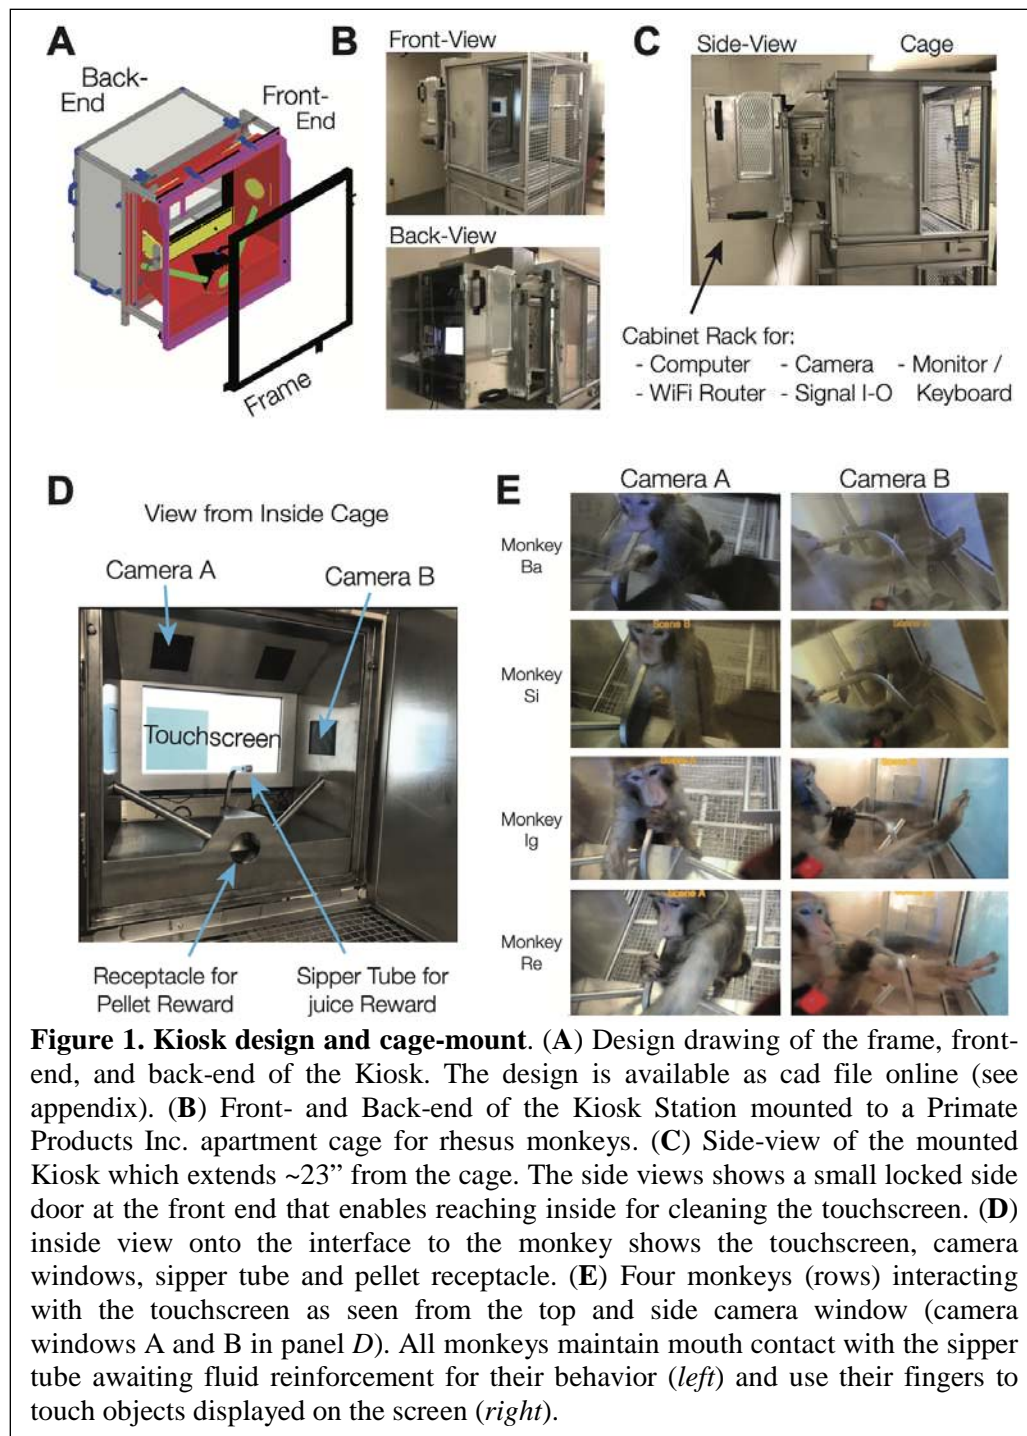 A
Back-
End
Front-
End
Frame
B
Front-View
Back-View
C
Side-View
Cage
Cabinet Rack for:
- Computer - Camera - Monitor /
- WiFi Router - Signal I-O Keyboard
D
View from Inside Cage
Camera A
Camera B
Touchscreen
Receptacle for
Pellet Reward
Sipper Tube for
juice Reward
E
Camera A
Camera B
Monkey
Ba
Monkey
Si
Scene B
Monkey
Ig
Monkey
Re
Scene A
Figure 1. Kiosk design and cage-mount. (A) Design drawing of the frame, front-
end, and back-end of the Kiosk. The design is available as cad file online (see
appendix). (B) Front- and Back-end of the Kiosk Station mounted to a Primate
Products Inc. apartment cage for rhesus monkeys. (C) Side-view of the mounted
Kiosk which extends ~23” from the cage. The side views shows a small locked side
door at the front end that enables reaching inside for cleaning the touchscreen. (D)
inside view onto the interface to the monkey shows the touchscreen, camera
windows, sipper tube and pellet receptacle. (E) Four monkeys (rows) interacting
with the touchscreen as seen from the top and side camera window (camera
windows A and B in panel D). All monkeys maintain mouth contact with the sipper
tube awaiting fluid reinforcement for their behavior (left) and use their fingers to
touch objects displayed on the screen (right).